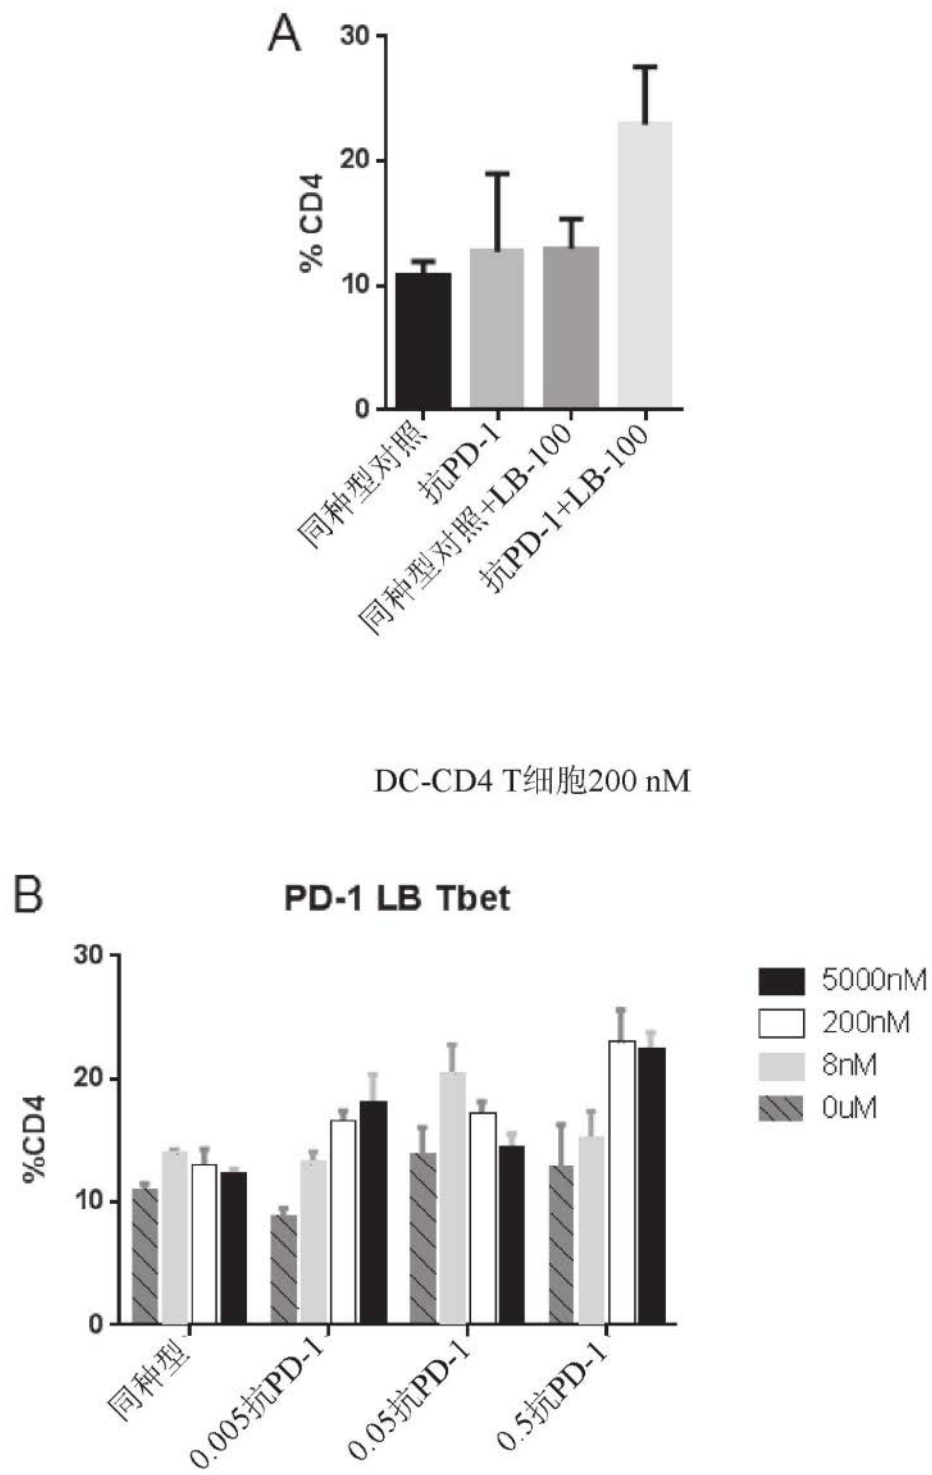 A
30
20
10
0
% CD4
同种型对照
抗PD-1
同种型对照+LB-100
抗PD-1+LB-100
DC-CD4 T细胞200 nM
B
PD-1 LB Tbet
30
20
10
0
%CD4
5000nM
200nM
8nM
0uM
同种型
0.005抗PD-1
0.05抗PD-1
0.5抗PD-1